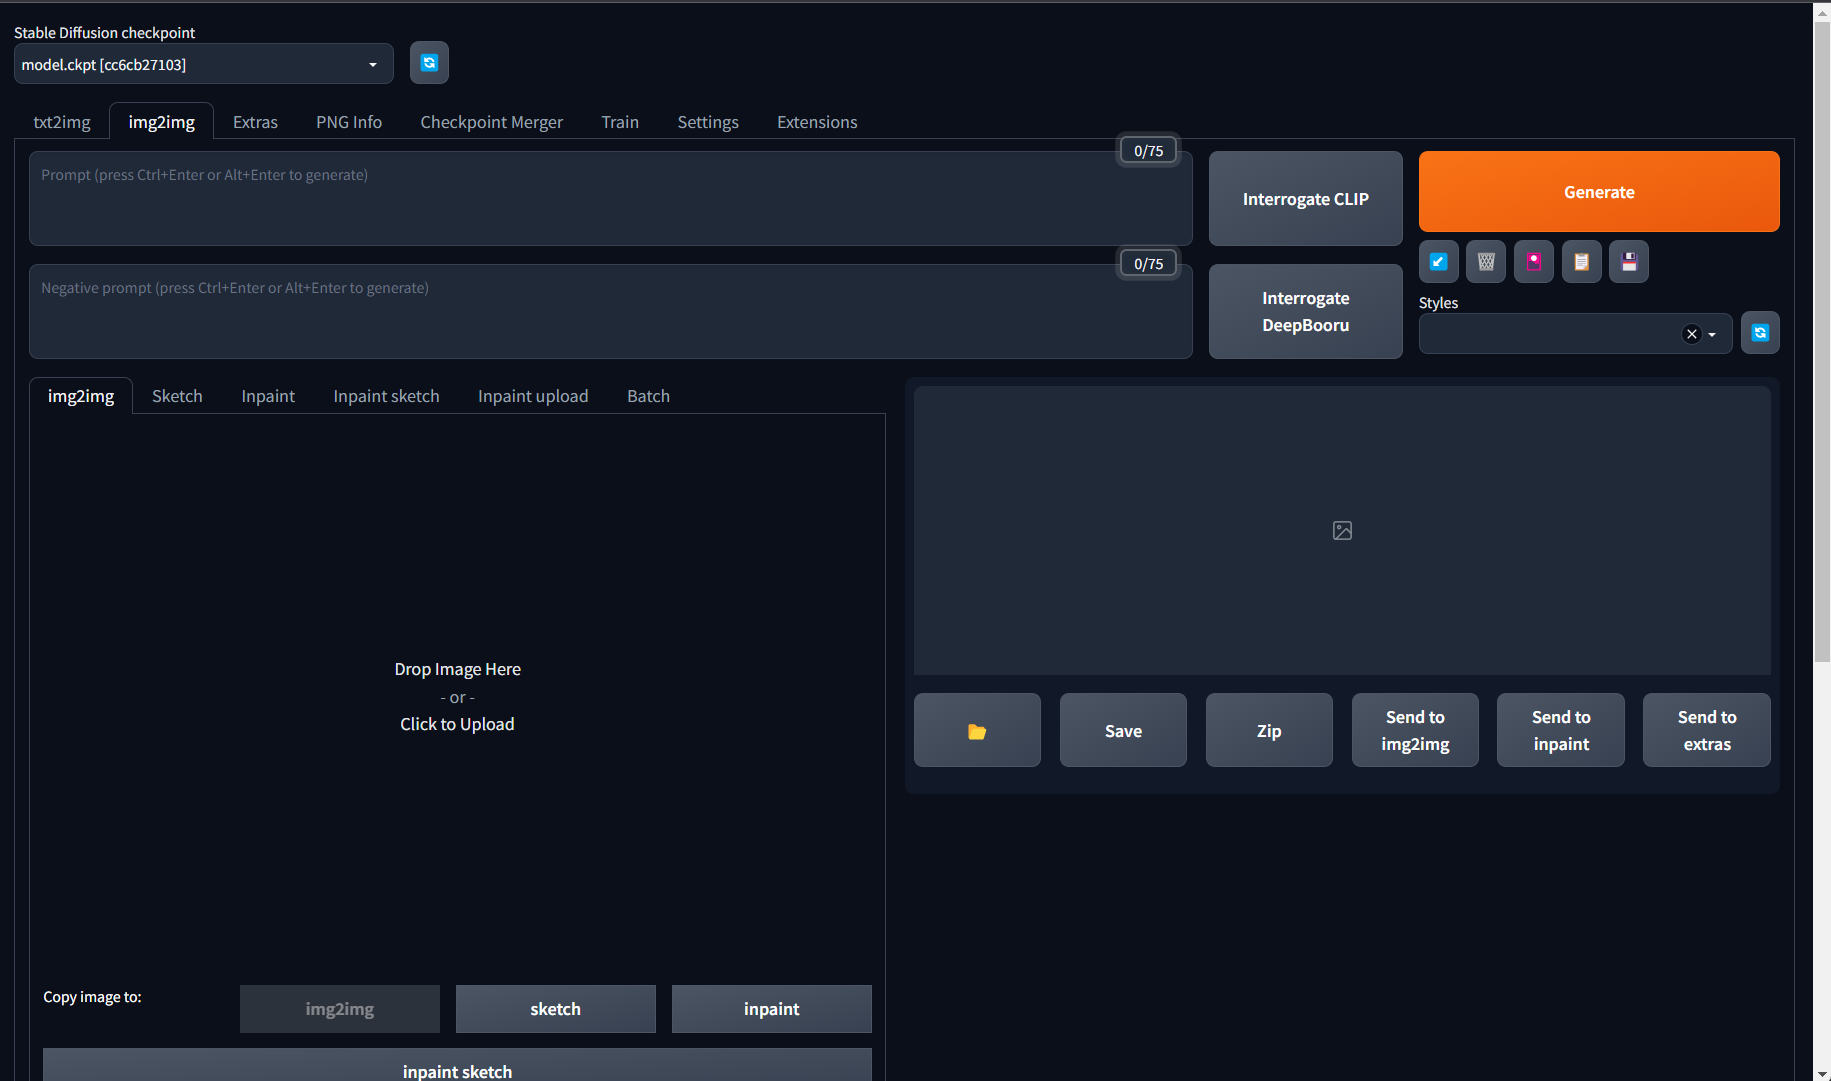 Stable Diffusion checkpoint
model.ckpt [cc6cb27103]
txt2img img2img Extras PNG Info Checkpoint Merger Train Settings Extensions
0/75
Prompt (press Ctrl+Enter or Alt+Enter to generate)
Interrogate CLIP
Generate
0/75
Negative prompt (press Ctrl+Enter or Alt+Enter to generate)
Interrogate
DeepBooru
Styles
img2img Sketch Inpaint Inpaint sketch Inpaint upload Batch
Drop Image Here
- or -
Click to Upload
Save
Zip
Send to
img2img
Send to
inpaint
Send to
extras
Copy image to:
img2img
sketch
inpaint
inpaint sketch